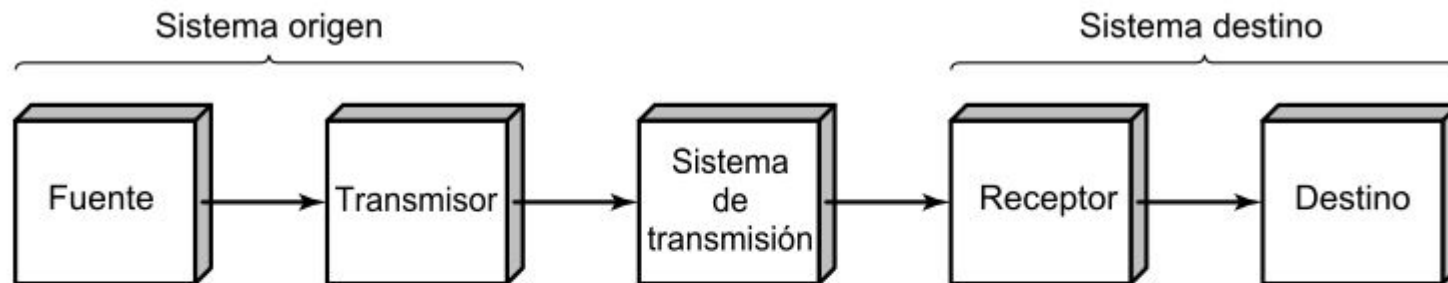 Sistema origen
Sistema destino
Fuente
Transmisor
Sistema
de
transmisión
Receptor
Destino